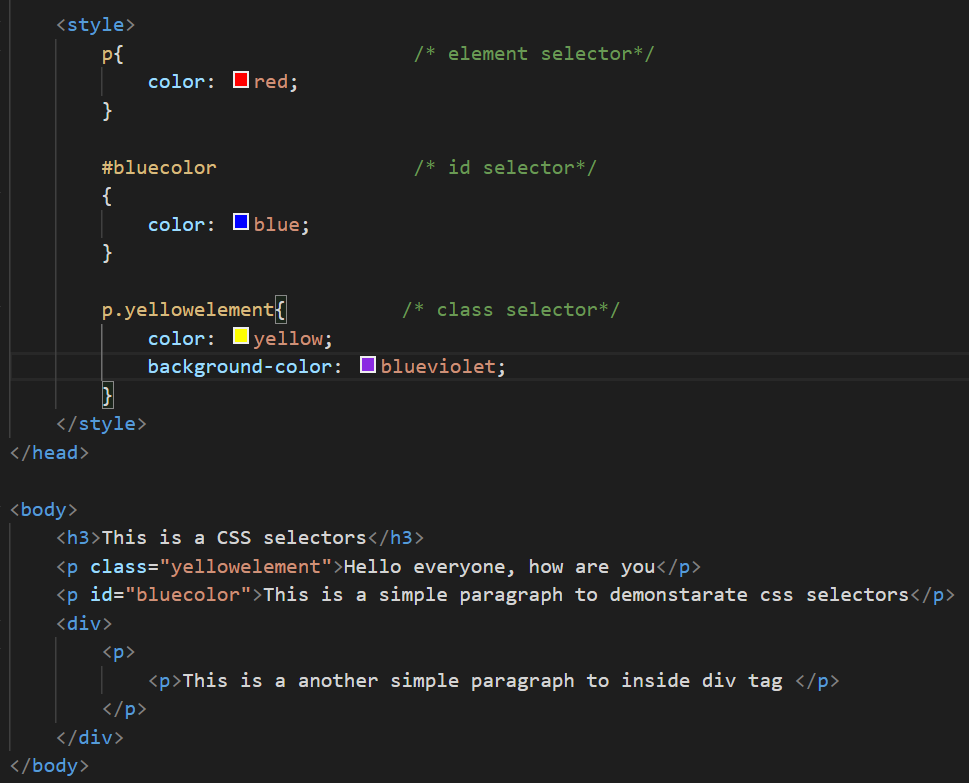 <style>
p{ /* element selector*/
color: red;
}
#bluecolor /* id selector*/
{
color: blue;
}
p.yellowelement{ /* class selector*/
color: yellow;
background-color: blueviolet;
}
</style>
</head>
<body>
<h3>This is a CSS selectors</h3>
<p class="yellowelement">Hello everyone, how are you</p>
<p id="bluecolor">This is a simple paragraph to demonstarate css selectors</p>
<div>
<p>
<p>This is a another simple paragraph to inside div tag </p>
</p>
</div>
</body>